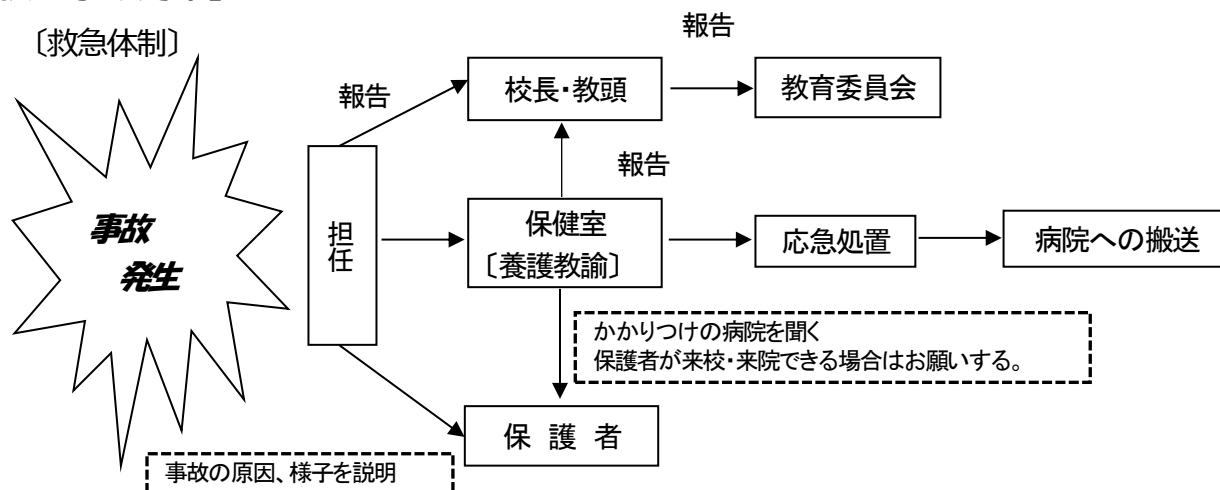 〔救急体制〕
報告
校長・教頭
教育委員会
報告
報告
事故
発生
担任
保健室
〔養護教諭〕
応急処置
病院への搬送
かかりつけの病院を聞く
保護者が来校・来院できる場合はお願いする。
保 護 者
事故の原因、様子を説明